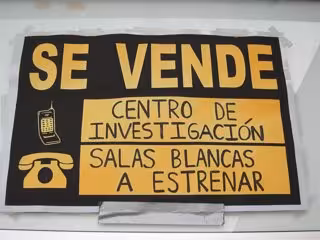 SE VENDE
CENTRO DE
INVESTIGACIÓN
SALAS BLANCAS
A ESTRENAR